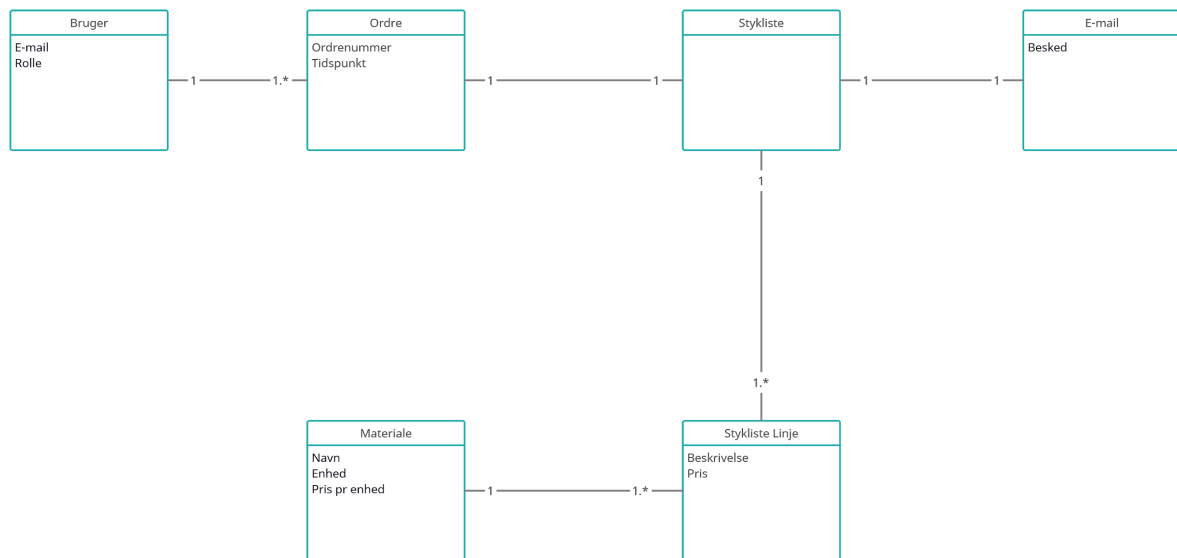 Bruger
E-mail
Rolle
1
1.*
Ordre
Ordrenummer
Tidspunkt
1
1
Stykliste
1
1
E-mail
Besked
1
1.*
Materiale
Navn
Enhed
Pris pr enhed
1
1.*
Stykliste Linje
Beskrivelse
Pris